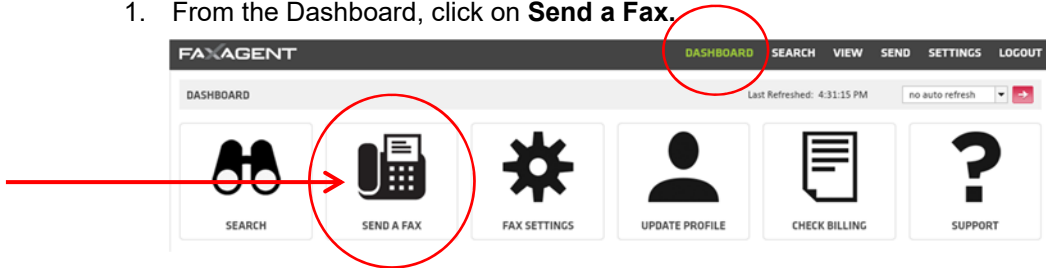 1. From the Dashboard, click on Send a Fax.
FAXAGENT DASHBOARD SEARCH VIEW SEND SETTINGS LOGOUT
DASHBOARD Last Refreshed: 4:31:15 PM no auto refresh
SEARCH SEND A FAX FAX SETTINGS UPDATE PROFILE CHECK BILLING SUPPORT